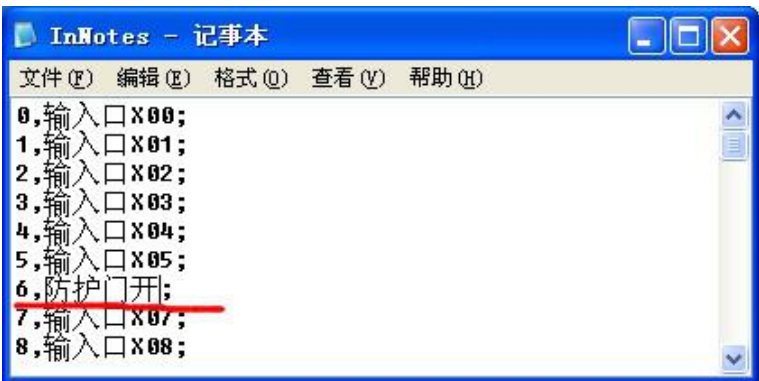 InNotes - 记事本
文件(F) 编辑(E) 格式(O) 查看(V) 帮助(H)
0,输入口X00;
1,输入口X01;
2,输入口X02;
3,输入口X03;
4,输入口X04;
5,输入口X05;
6,防护门开;
7,输入口X07;
8,输入口X08;